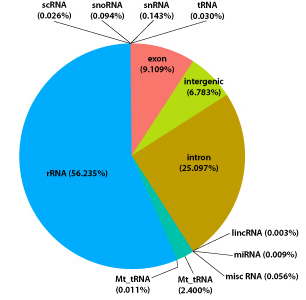 scRNA snoRNA snRNA tRNA
(0.026%) (0.094%) (0.143%) (0.030%)
exon
(9.109%)
intergenic
(6.783%)
intron
(25.097%)
rRNA (56.235%)
lincRNA (0.003%)
miRNA (0.009%)
misc RNA (0.056%)
Mt_tRNA Mt_tRNA
(0.011%) (2.400%)